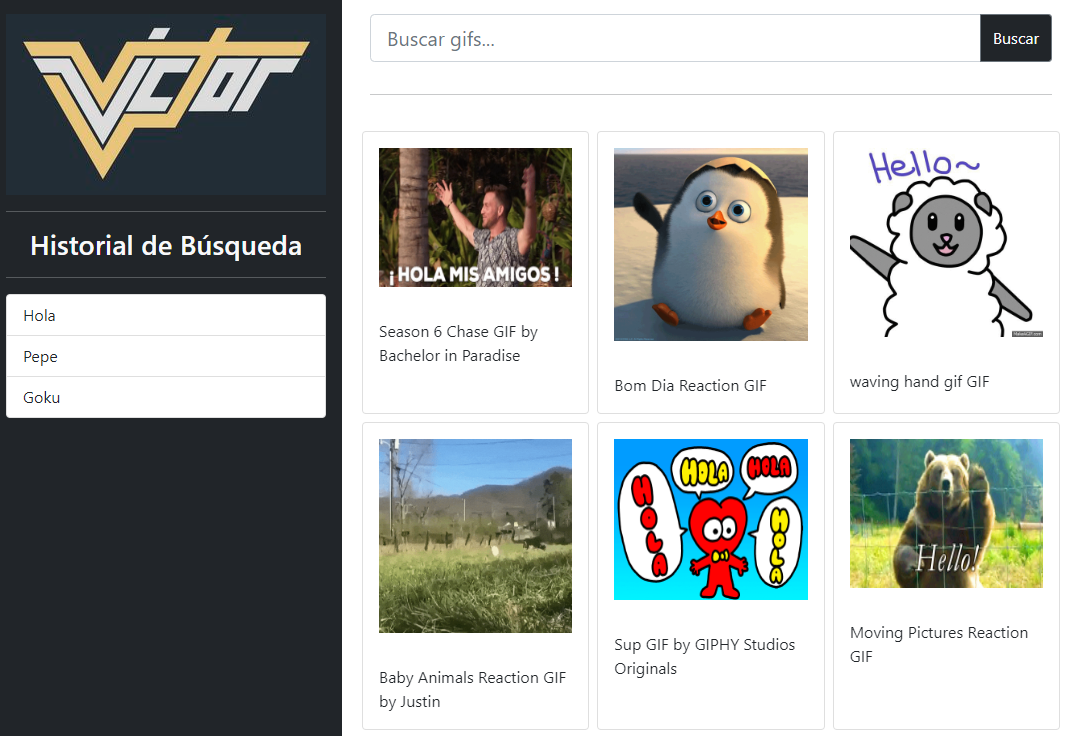 Victor
Historial de Búsqueda
Hola
Pepe
Goku
Buscar gifs...
Buscar
¡HOLA MIS AMIGOS!
Season 6 Chase GIF by
Bachelor in Paradise
Bom Dia Reaction GIF
Hello~
waving hand gif GIF
Baby Animals Reaction GIF
by Justin
HOLA
HOLA
HOLA
HOLA
Sup GIF by GIPHY Studios
Originals
Hello!
Moving Pictures Reaction
GIF